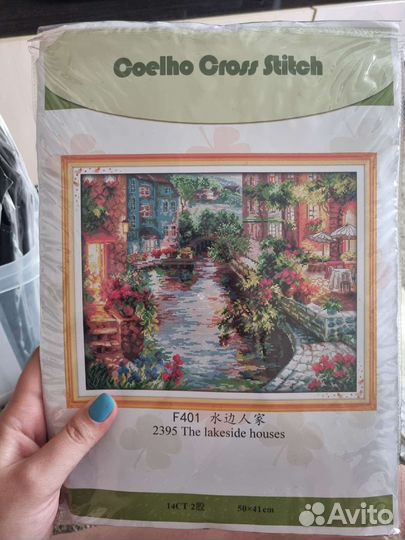 Coelho Cross Stitch
F401 水边人家
2395 The lakeside houses
14CT 2股 50×41cm
Avito